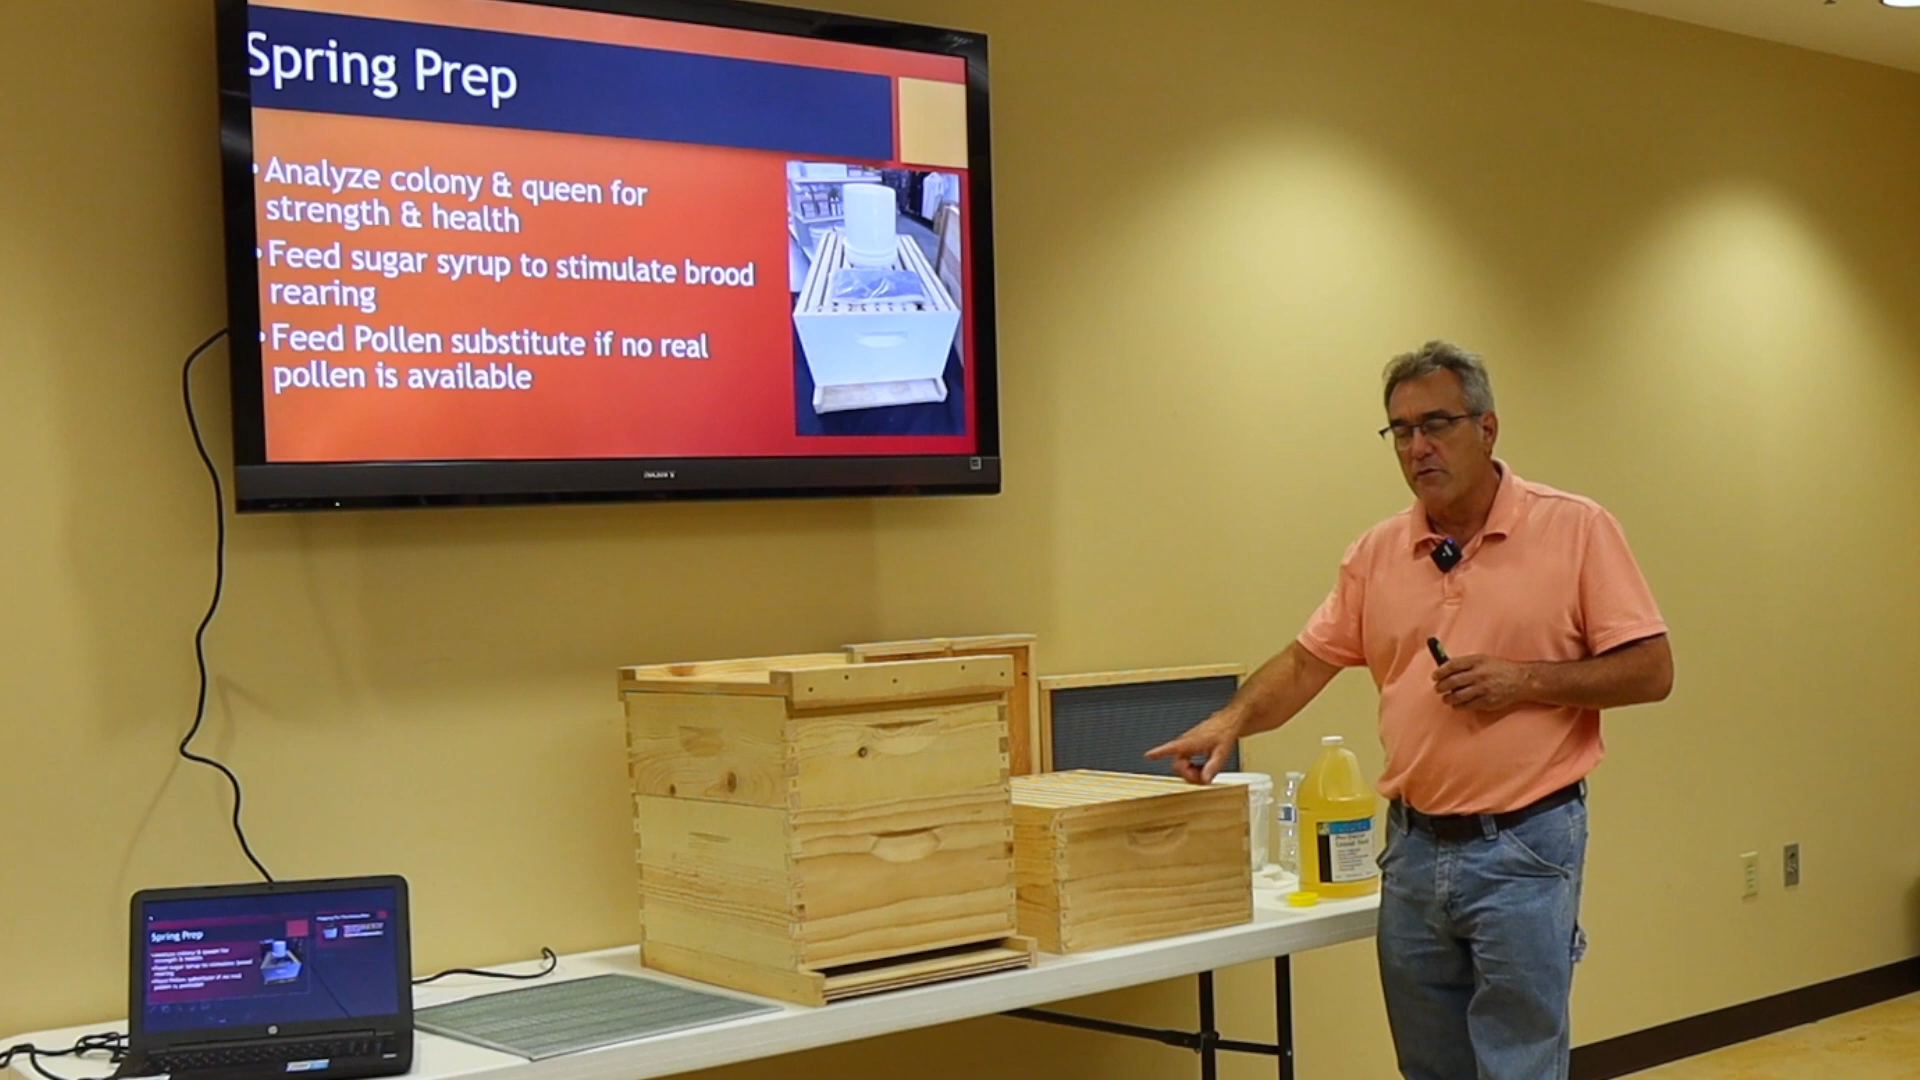 Spring Prep
• Analyze colony & queen for
strength & health
• Feed sugar syrup to stimulate brood
rearing
• Feed Pollen substitute if no real
pollen is available
Spring Prep
hp